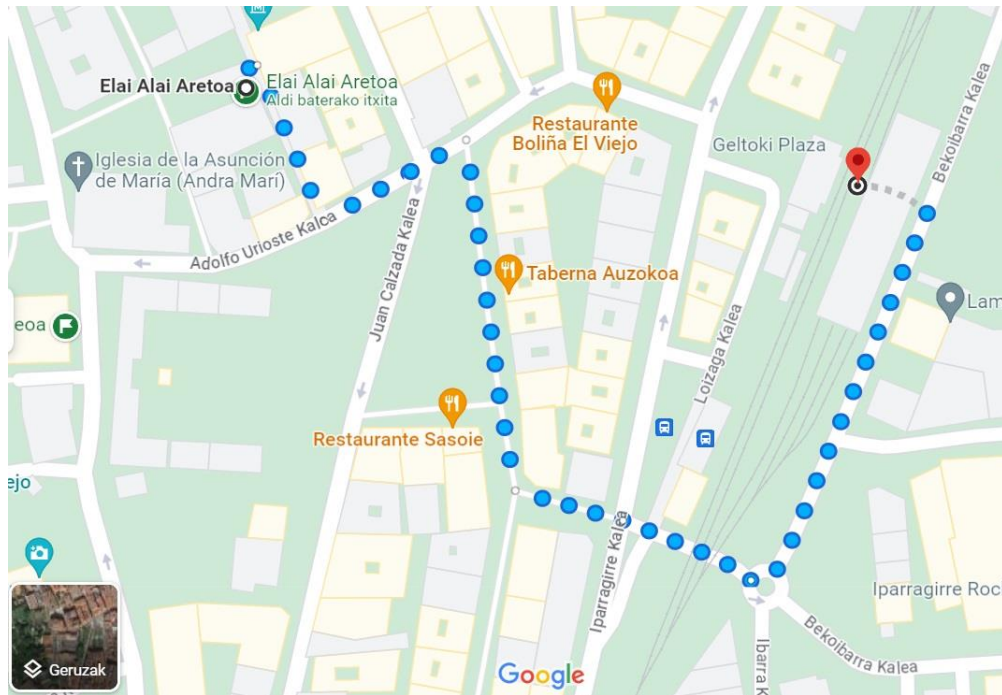 Elai Alai Aretoa
Elai Alai Aretoa
Aldi baterako itxita
Iglesia de la Asunción
de María (Andra Marí)
Adolfo Urioste Kalea
Juan Calzada Kalea
Restaurante
Boliña El Viejo
Geltoki Plaza
Bekoibarra Kalea
Taberna Auzokoa
Lam
eoa
Loizaga Kalea
Restaurante Sasoie
ejo
Iparragirre Kalea
Iparragirre Roc
Bekoibarra Kalea
Ibarra K
Geruzak
Google